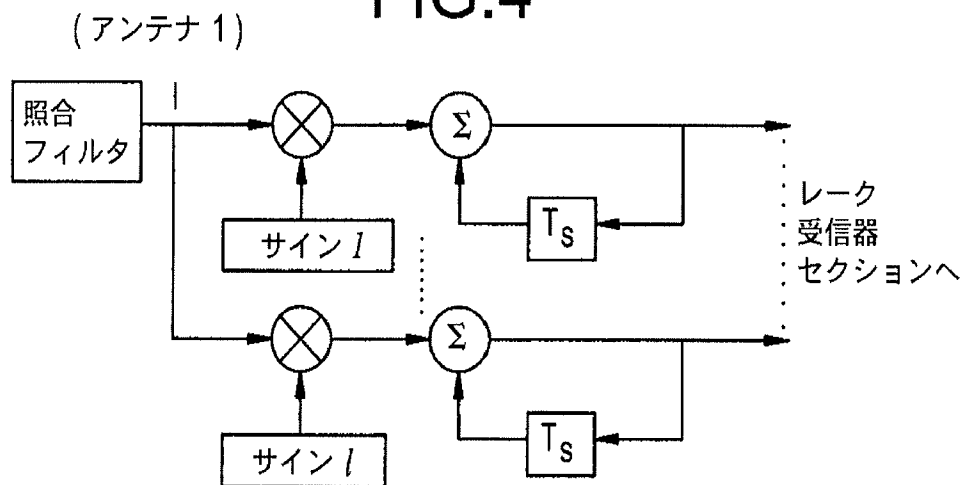 FIG.4
(アンテナ 1)
照合
フィルタ
Σ
サイン l
T_S
レーク
受信器
セクションへ
Σ
サイン l
T_S